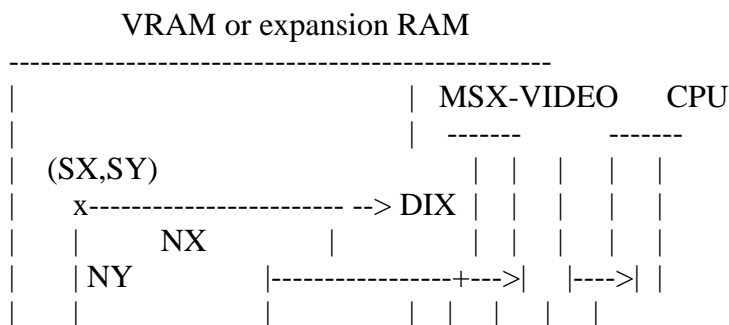 VRAM or expansion RAM
---------------------------------------------------
| | MSX-VIDEO CPU
| | ------- -------
| (SX,SY) | | | | |
| x------------------------ --> DIX | | | | |
| | NX | | | | | |
| | NY |-----------------+--->| |---->| |
| | | | | | | |